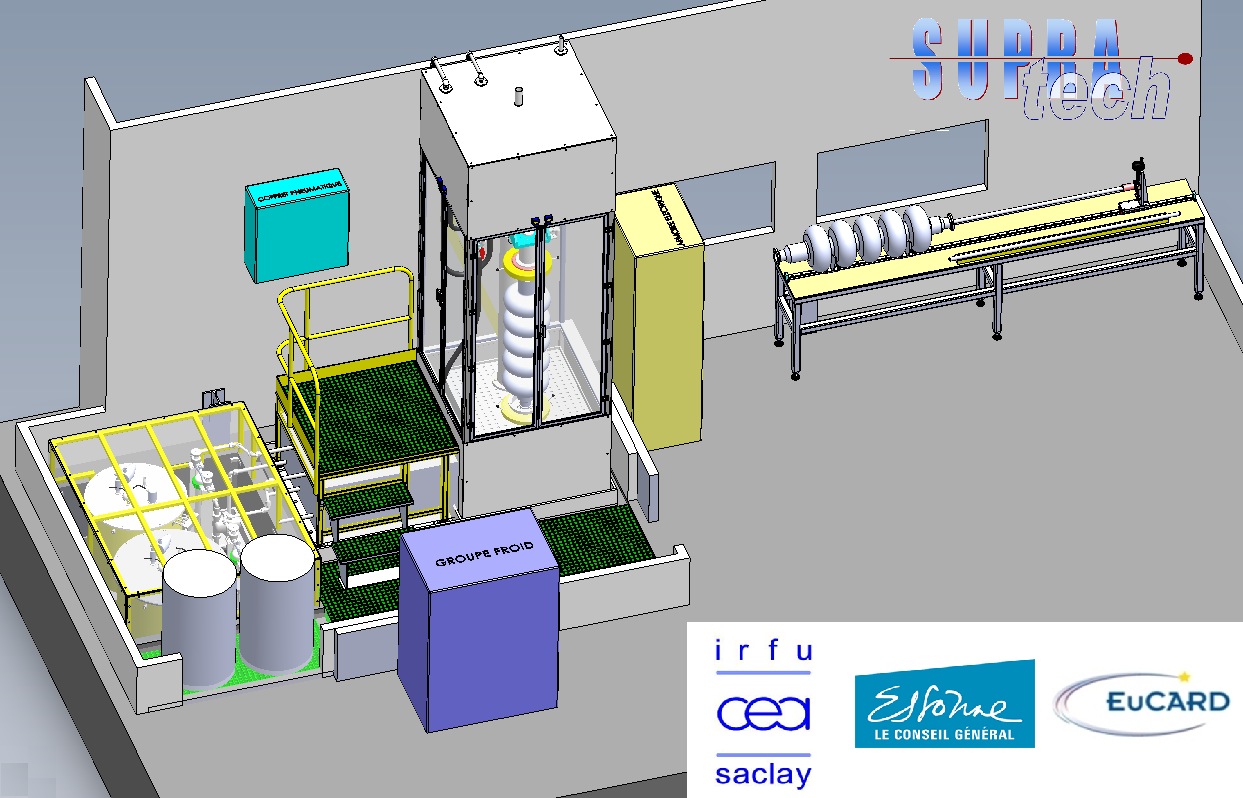 SUPRA
tech
COFFRET PNEUMATIQUE
GROUPE FROID
irfu
cea
saclay
Essonne
LE CONSEIL GÉNÉRAL
EuCARD